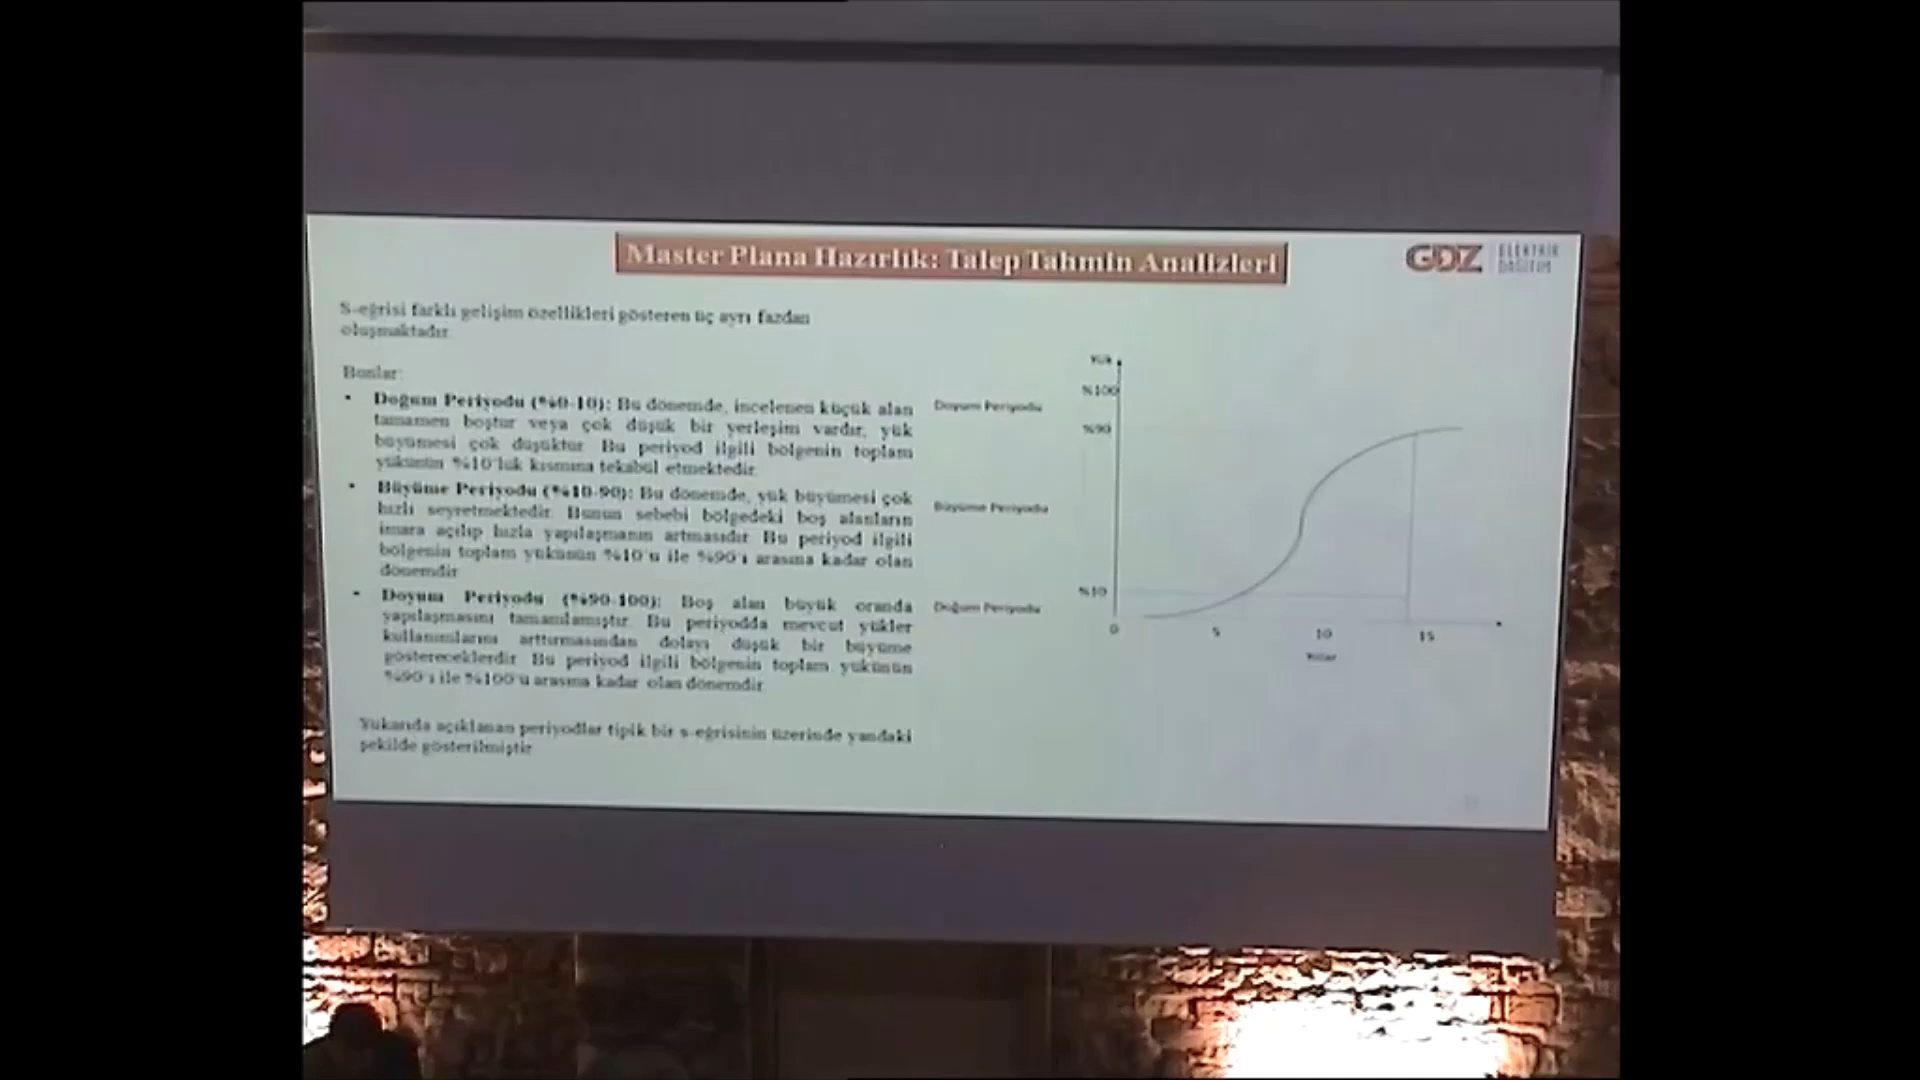 Master Plana Hazırlık: Talep Tahmin Analizleri
GDZ ELEKTRİK
DAĞITIM
S-eğrisi farklı gelişim özellikleri gösteren üç ayrı fazdan
oluşmaktadır.
Bunlar:
• Doğum Periyodu (%0-10): Bu dönemde, incelenen küçük alan
tamamen boştur veya çok düşük bir yerleşim vardır, yük
büyümesi çok düşüktür. Bu periyod ilgili bölgenin toplam
yükünün %10'luk kısmına tekabül etmektedir.
• Büyüme Periyodu (%10-90): Bu dönemde, yük büyümesi çok
hızlı seyretmektedir. Bunun sebebi bölgedeki boş alanların
imara açılıp hızla yapılaşmanın artmasıdır. Bu periyod ilgili
bölgenin toplam yükünün %10'u ile %90'ı arasına kadar olan
dönemdir.
• Doyum Periyodu (%90-100): Boş alan büyük oranda
yapılaşmasını tamamlamıştır. Bu periyodda mevcut yükler
kullanımlarını arttırmasından dolayı düşük bir büyüme
göstereceklerdir. Bu periyod ilgili bölgenin toplam yükünün
%90'ı ile %100'ü arasına kadar olan dönemdir.
Yukarıda açıklanan periyodlar tipik bir s-eğrisinin üzerinde yandaki
şekilde gösterilmiştir.
Yük
%100
Doyum Periyodu
%90
Büyüme Periyodu
%10
Doğum Periyodu
0 5 10 15
Yıllar